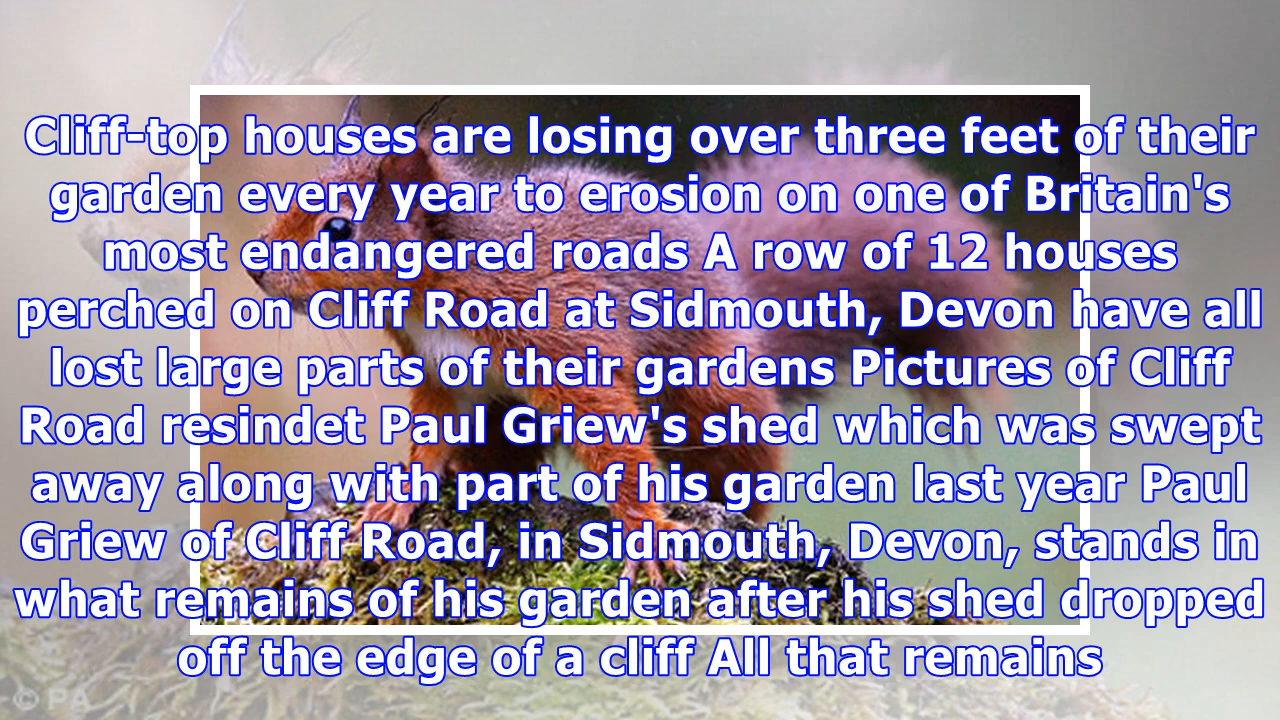 Cliff-top houses are losing over three feet of their
garden every year to erosion on one of Britain's
most endangered roads A row of 12 houses
perched on Cliff Road at Sidmouth, Devon have all
lost large parts of their gardens Pictures of Cliff
Road resindet Paul Griew's shed which was swept
away along with part of his garden last year Paul
Griew of Cliff Road, in Sidmouth, Devon, stands in
what remains of his garden after his shed dropped
off the edge of a cliff All that remains
© PA